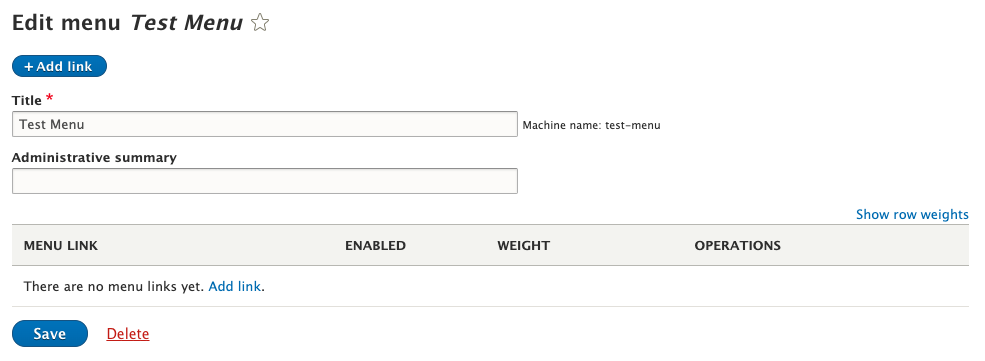 Edit menu Test Menu
+ Add link
Title *
Test Menu Machine name: test-menu
Administrative summary
Show row weights
MENU LINK ENABLED WEIGHT OPERATIONS
There are no menu links yet. Add link.
Save Delete